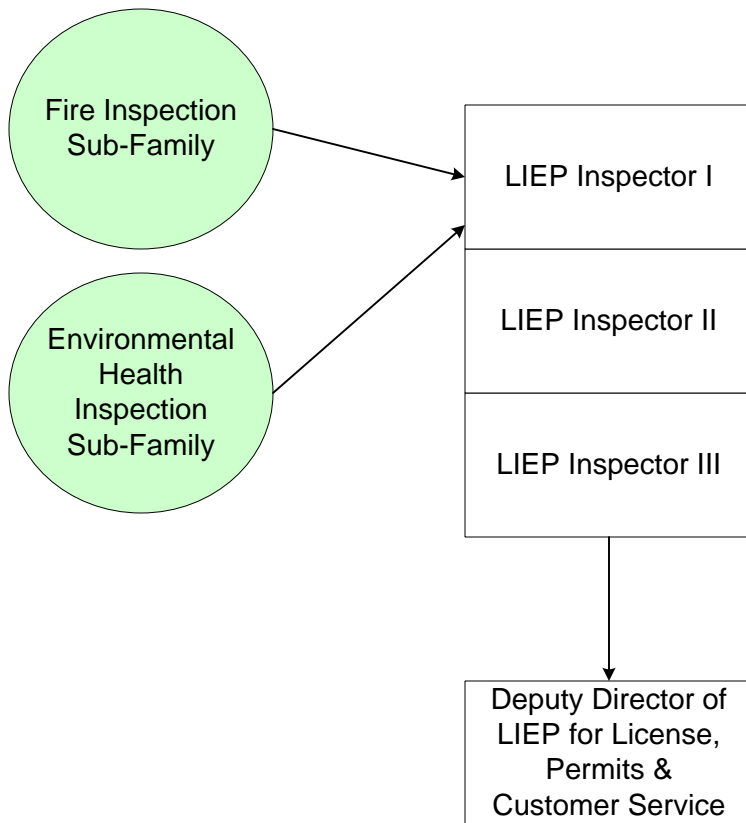 Fire Inspection
Sub-Family
LIEP Inspector I
LIEP Inspector II
Environmental
Health
Inspection
Sub-Family
LIEP Inspector III
Deputy Director of
LIEP for License,
Permits &
Customer Service